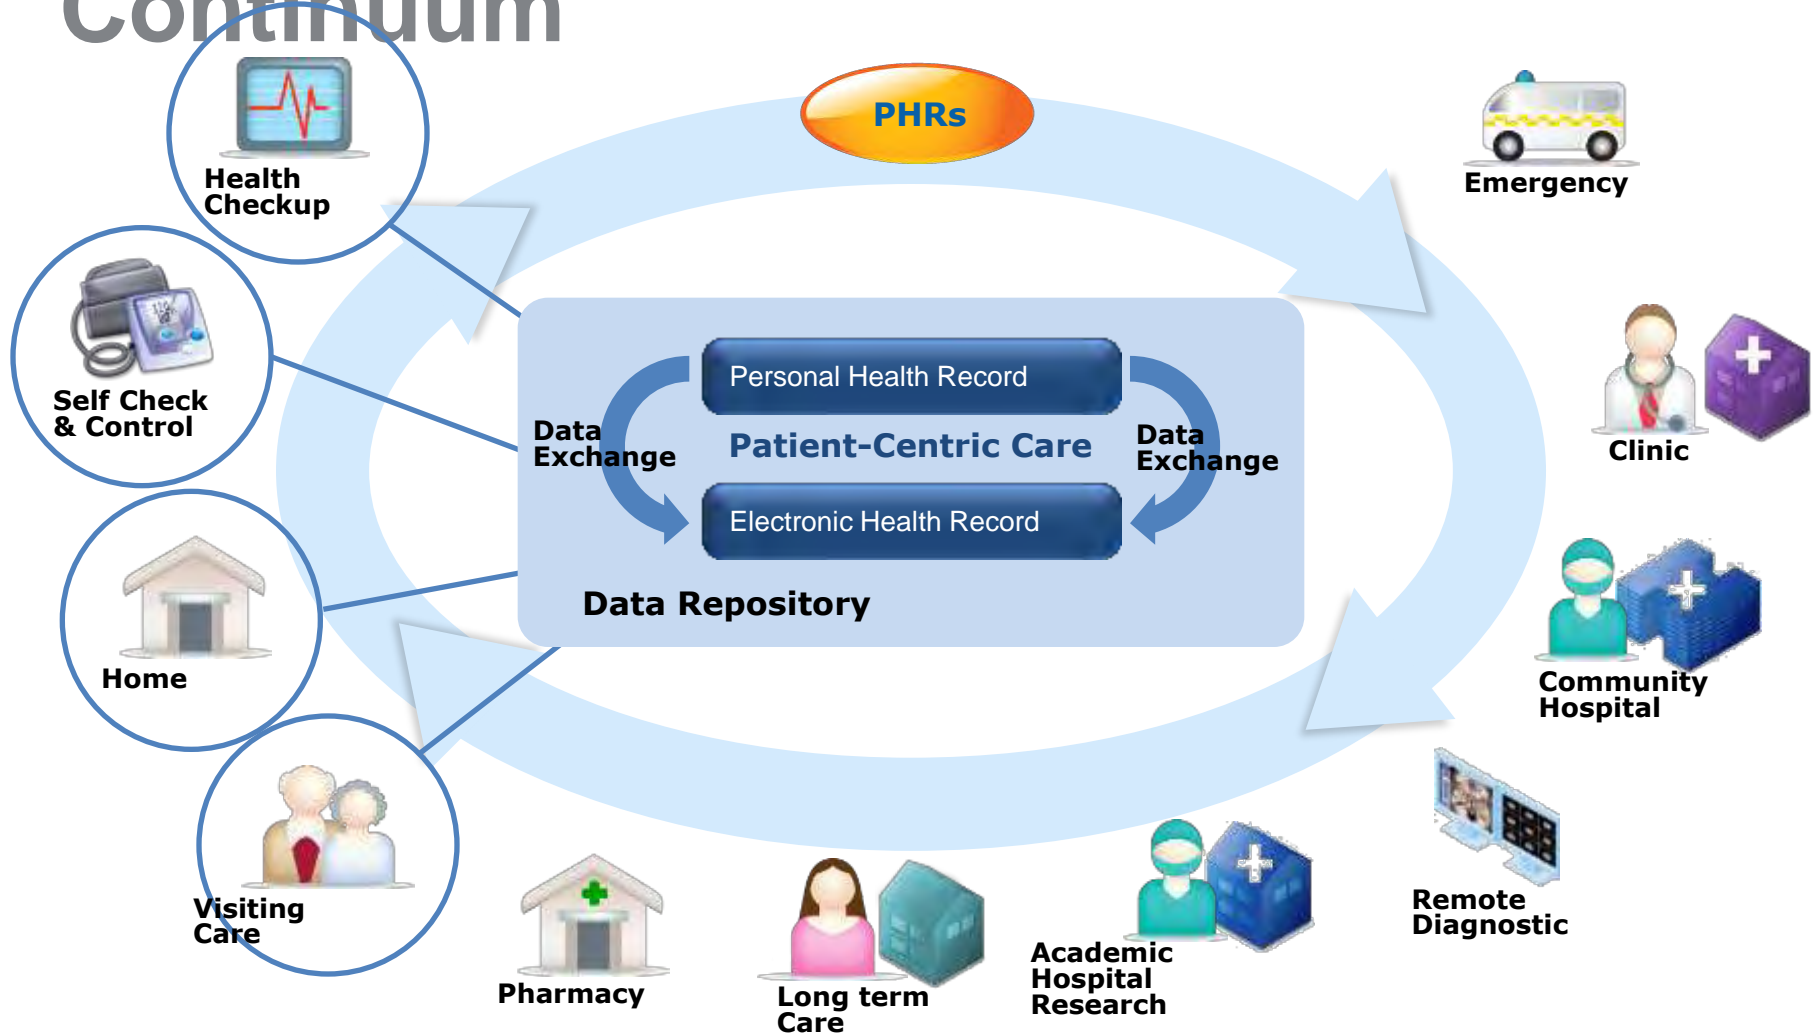 Continuum
PHRs
Health
Checkup
Emergency
Self Check
& Control
Personal Health Record
Data
Exchange
Patient-Centric Care
Data
Exchange
Electronic Health Record
Data Repository
Clinic
Home
Community
Hospital
Visiting
Care
Pharmacy
Long term
Care
Academic
Hospital
Research
Remote
Diagnostic